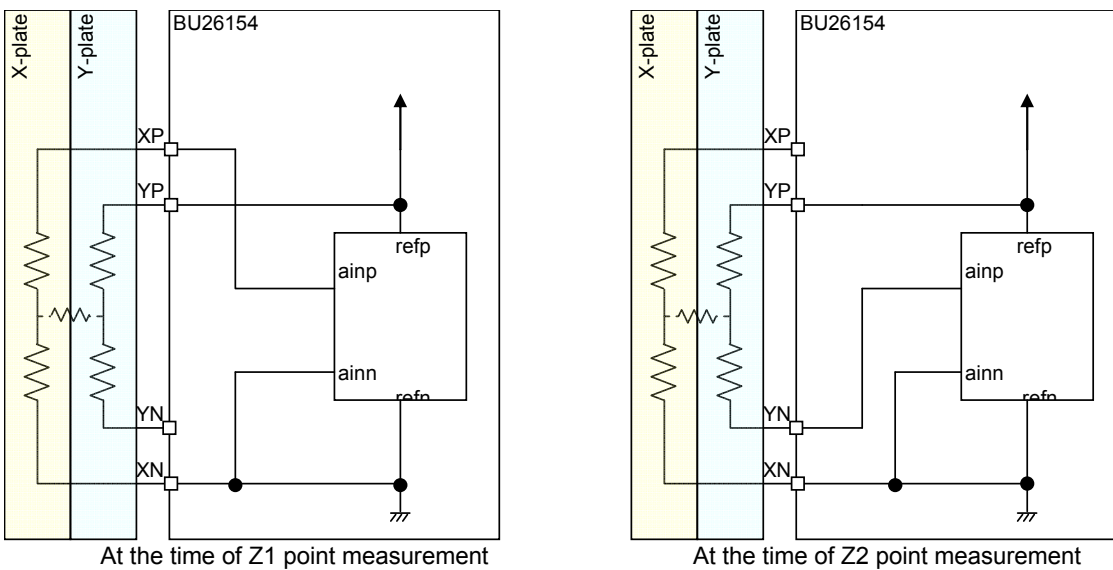 X-plate
Y-plate
BU26154
XP
YP
refp
ainp
ainn
refn
YN
XN
At the time of Z1 point measurement
X-plate
Y-plate
BU26154
XP
YP
refp
ainp
ainn
refn
YN
XN
At the time of Z2 point measurement